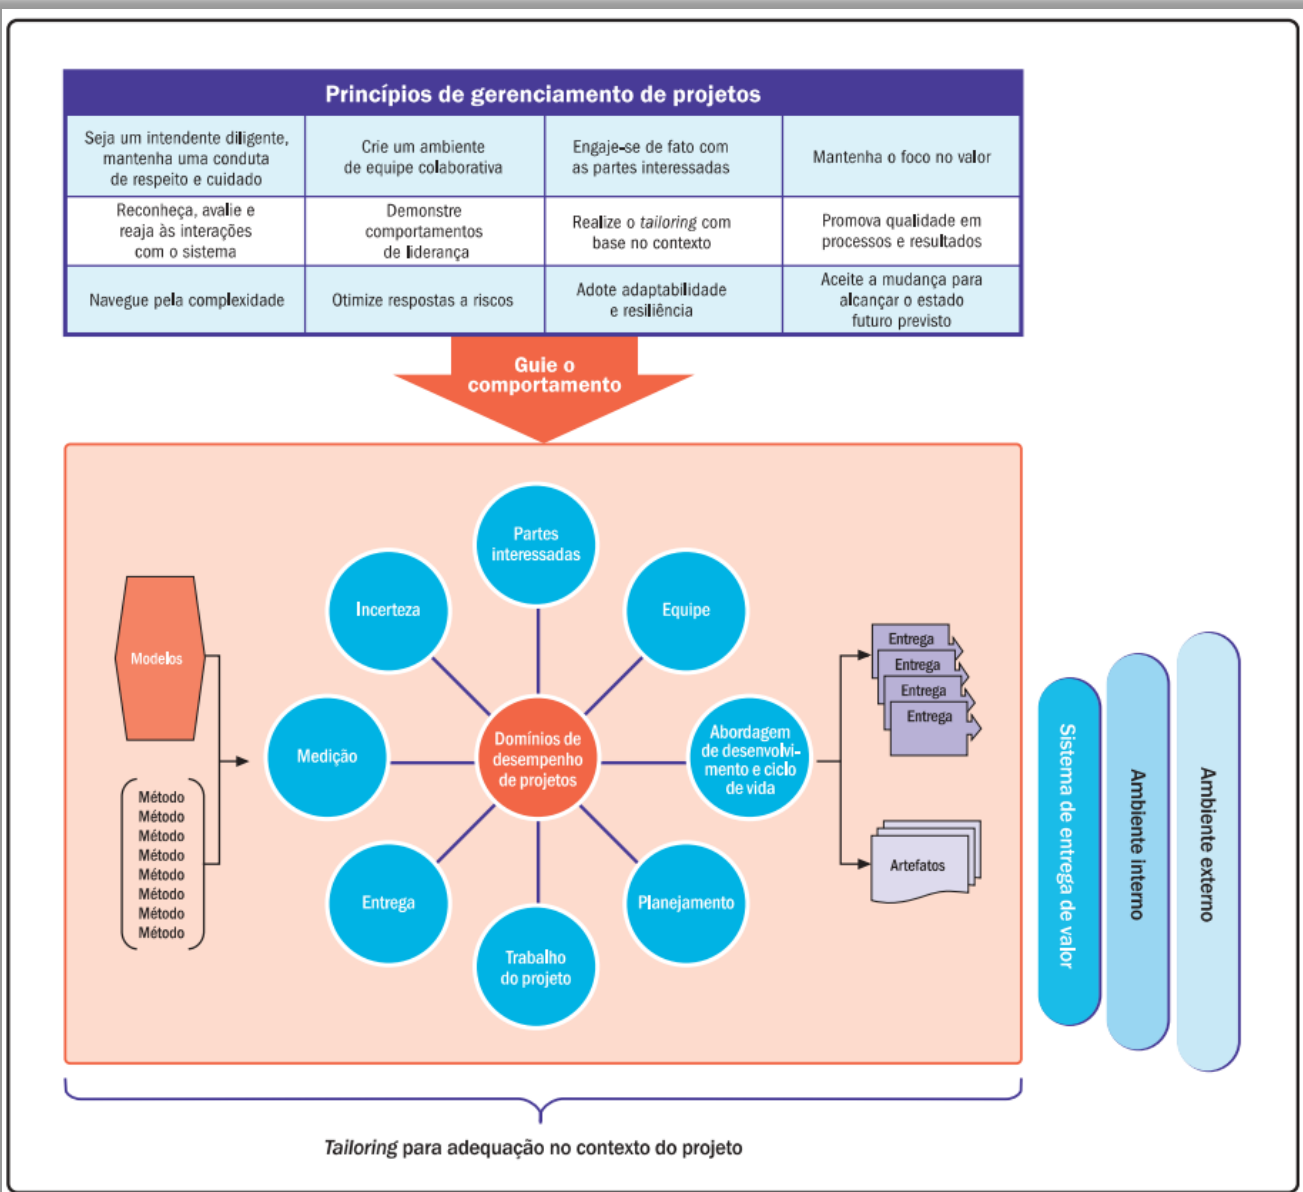 Princípios de gerenciamento de projetos
Seja um intendente diligente,
mantenha uma conduta
de respeito e cuidado
Crie um ambiente
de equipe colaborativa
Engaje-se de fato com
as partes interessadas
Mantenha o foco no valor
Reconheça, avalie e
reaja às interações
com o sistema
Demonstre
comportamentos
de liderança
Realize o tailoring com
base no contexto
Promova qualidade em
processos e resultados
Navegue pela complexidade
Otimize respostas a riscos
Adote adaptabilidade
e resiliência
Aceite a mudança para
alcançar o estado
futuro previsto
Guie o
comportamento
Partes
interessadas
Incerteza
Equipe
Modelos
Medição
Domínios de
desempenho
de projetos
Abordagem
de desenvolvi-
mento e ciclo
de vida
Entrega
Entrega
Entrega
Entrega
Método
Método
Método
Método
Método
Método
Método
Método
Entrega
Trabalho
do projeto
Planejamento
Artefatos
Sistema de entrega de valor
Ambiente interno
Ambiente externo
Tailoring para adequação no contexto do projeto